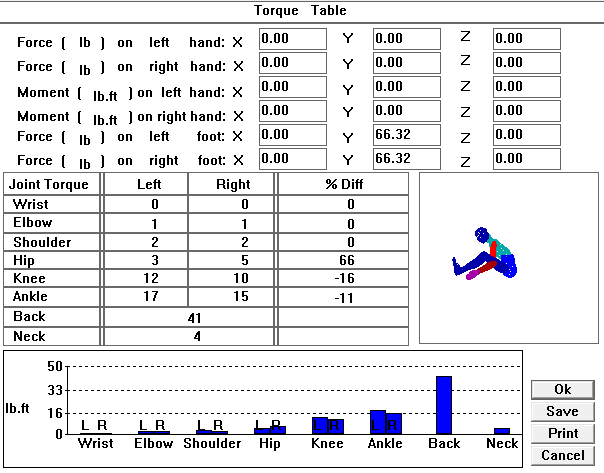 Torque Table
Force ( lb ) on left hand: X 0.00 Y 0.00 Z 0.00
Force ( lb ) on right hand: X 0.00 Y 0.00 Z 0.00
Moment ( lb.ft ) on left hand: X 0.00 Y 0.00 Z 0.00
Moment ( lb.ft ) on right hand: X 0.00 Y 0.00 Z 0.00
Force ( lb ) on left foot: X 0.00 Y 66.32 Z 0.00
Force ( lb ) on right foot: X 0.00 Y 66.32 Z 0.00
Joint Torque Left Right % Diff
Wrist 0 0 0
Elbow 1 1 0
Shoulder 2 2 0
Hip 3 5 66
Knee 12 10 -16
Ankle 17 15 -11
Back 41
Neck 4
50
33
lb.ft
16
L R L R L R L R L R L R
0
Wrist Elbow Shoulder Hip Knee Ankle Back Neck
Ok
Save
Print
Cancel